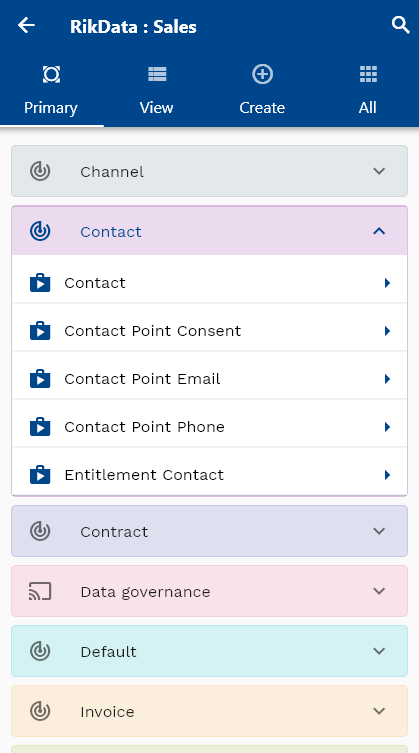 RikData : Sales
Primary
View
Create
All
Channel
Contact
Contact
Contact Point Consent
Contact Point Email
Contact Point Phone
Entitlement Contact
Contract
Data governance
Default
Invoice